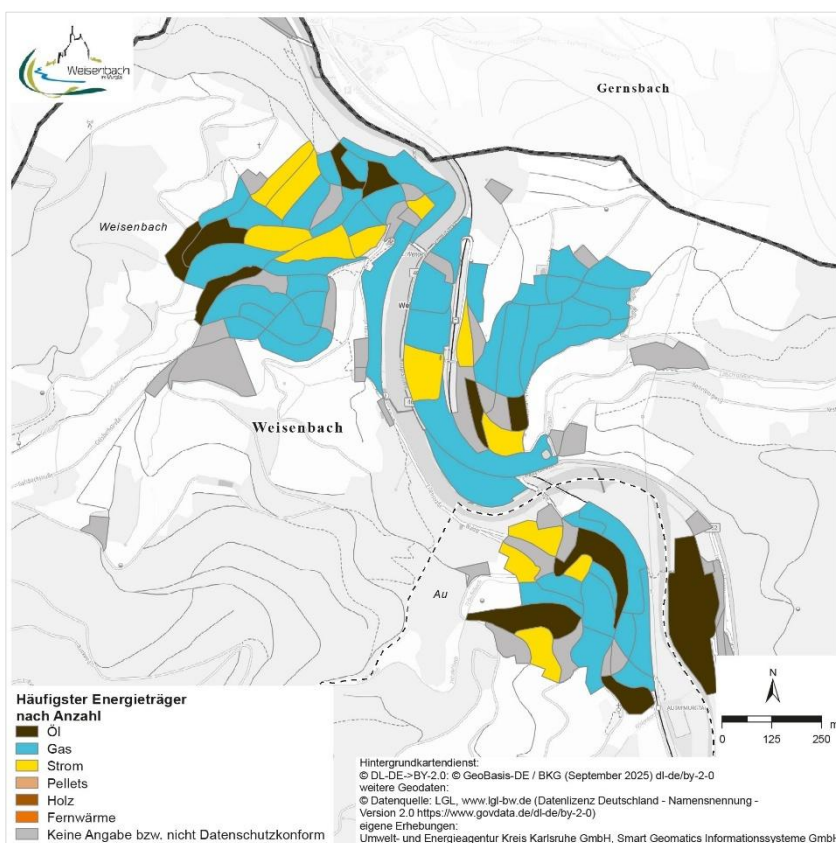 Weisenbach
Gernsbach
Weisenbach
Weisenbach
Au
Häufigster Energieträger
nach Anzahl
Öl
Gas
Strom
Pellets
Holz
Fernwärme
Keine Angabe bzw. nicht Datenschutzkonform
N
0 125 250 m
Hintergrundkartendienst:
© DL-DE->BY-2.0: © GeoBasis-DE / BKG (September 2025) dl-de/by-2-0
weitere Geodaten:
© Datenquelle: LGL, www.lgl-bw.de (Datenlizenz Deutschland - Namensnennung -
Version 2.0 https://www.govdata.de/dl-de/by-2-0)
eigene Erhebungen:
Umwelt- und Energieagentur Kreis Karlsruhe GmbH, Smart Geomatics Informationssysteme GmbH